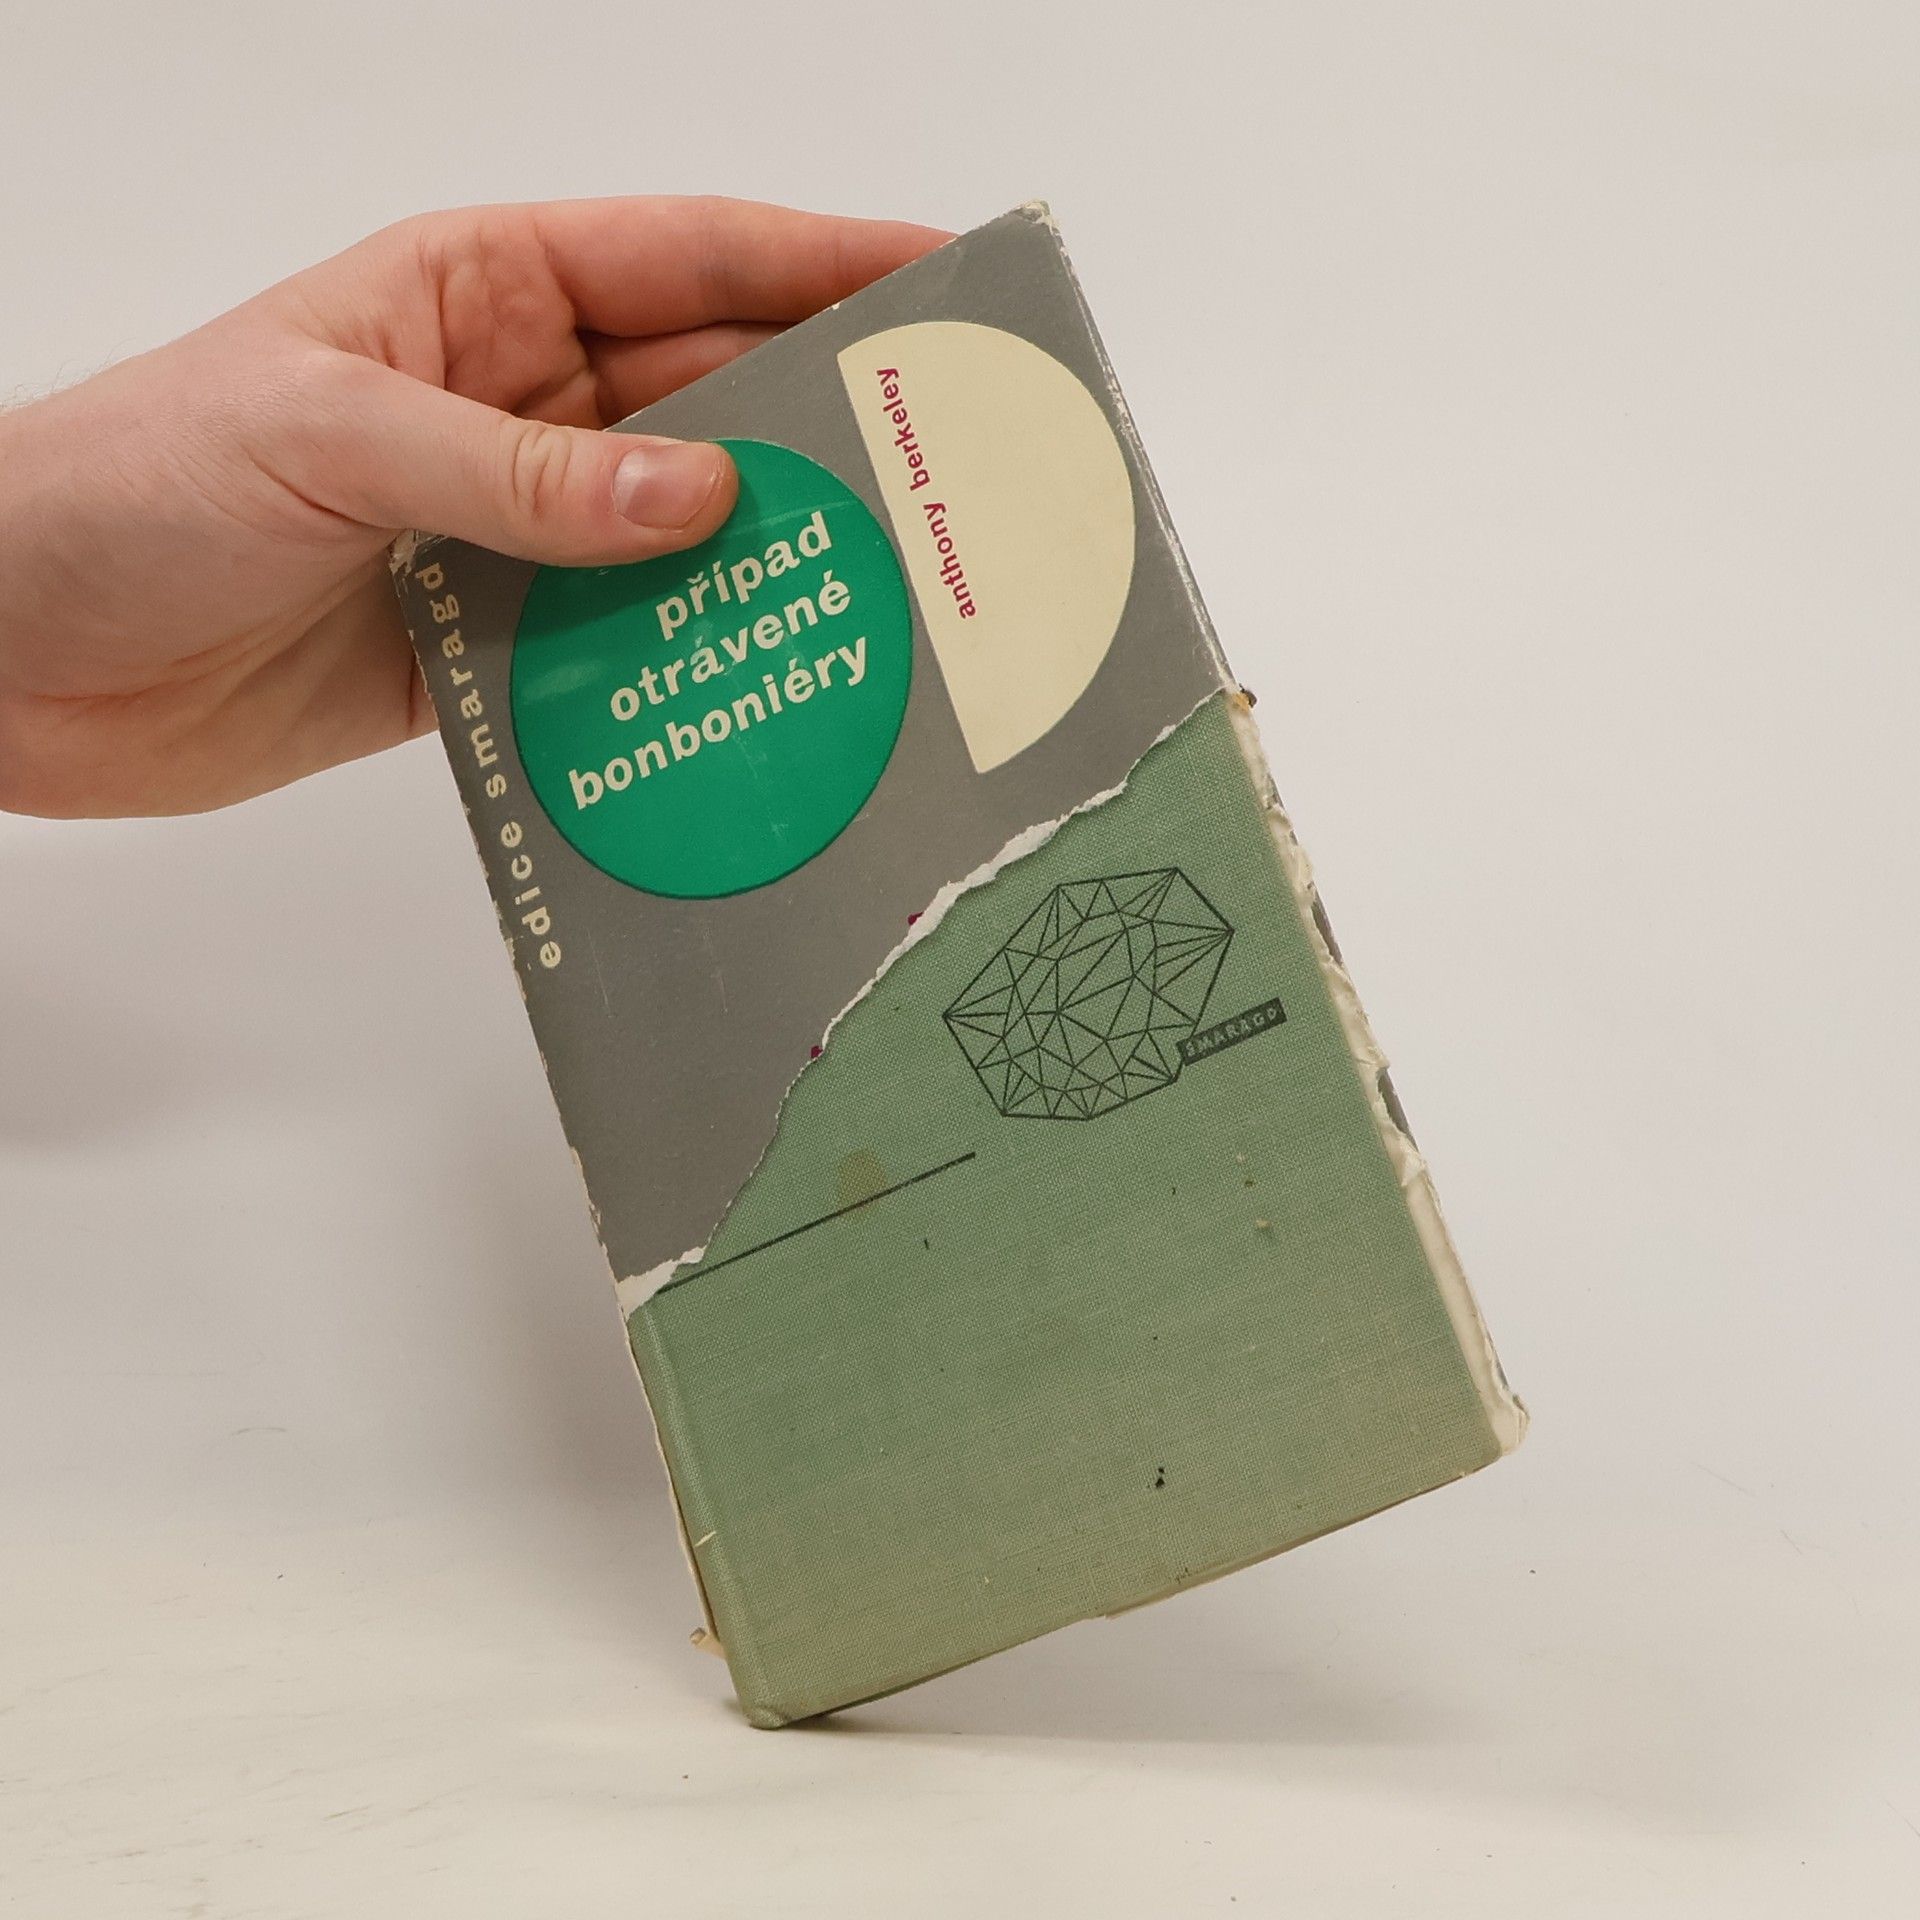 edice smaragd
případ
otrávené
bonboniéry
anthony berkeley
SMARAGD